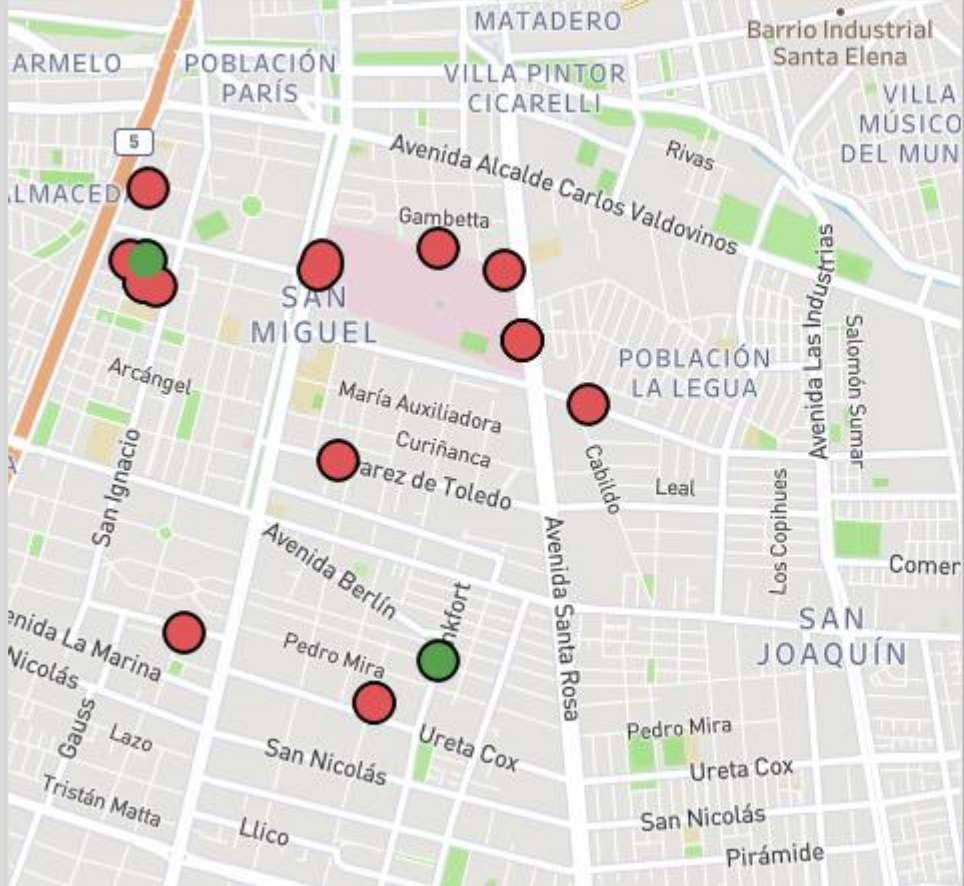 MATADERO
Barrio Industrial
Santa Elena
ARMELO
POBLACIÓN
PARÍS
VILLA PINTOR
CICARELLI
VILLA
MÚSICO
DEL MUN
5
Avenida Alcalde Carlos Valdovinos
Rivas
ALMACEDA
Gambetta
SAN
MIGUEL
Avenida Las Industrias
Salomón Sumar
POBLACIÓN
LA LEGUA
Arcángel
María Auxiliadora
Curiñanca
arez de Toledo
San Ignacio
Cabildo
Leal
Los Copihues
Avenida Santa Rosa
Avenida Berlín
Comer
nkfort
SAN
JOAQUÍN
enida La Marina
Pedro Mira
Nicolás
Gauss
Lazo
Ureta Cox
San Nicolás
Pedro Mira
Ureta Cox
San Nicolás
Pirámide
Tristán Matta
Llico